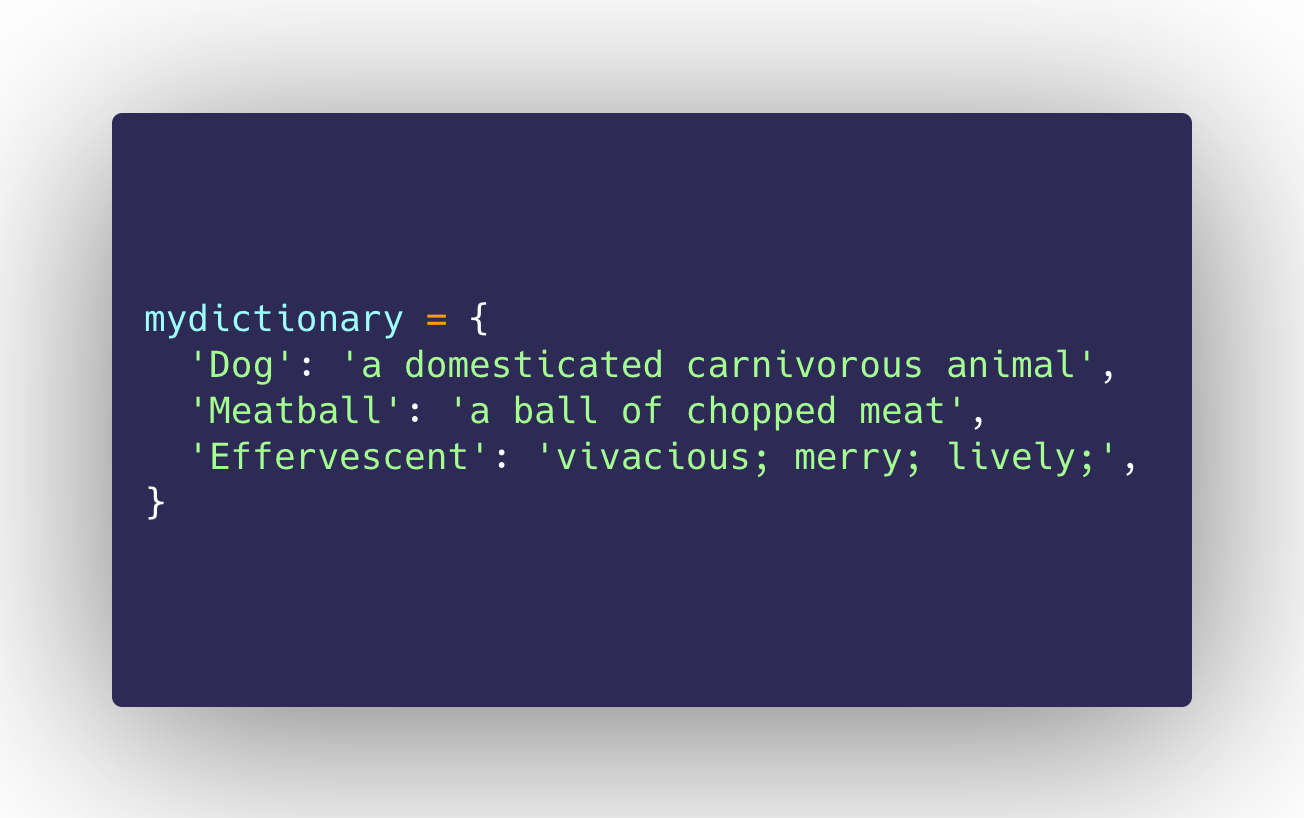 mydictionary = {
  'Dog': 'a domesticated carnivorous animal',
  'Meatball': 'a ball of chopped meat',
  'Effervescent': 'vivacious; merry; lively;',
}